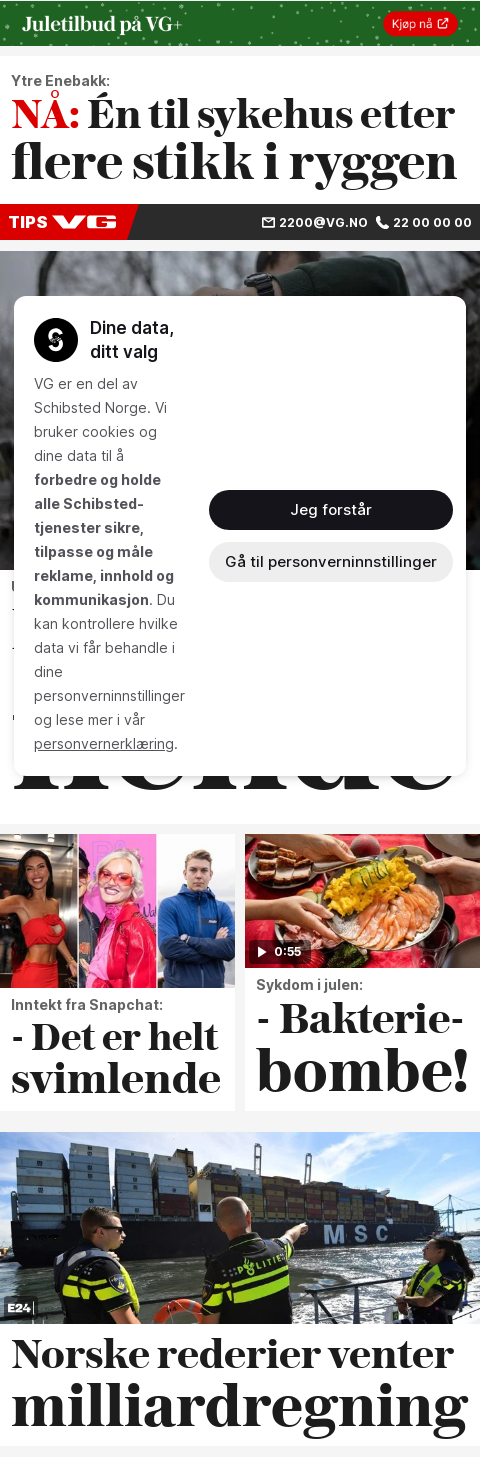 Juletilbud på VG+
Kjøp nå
Ytre Enebakk:
NÅ: Én til sykehus etter
flere stikk i ryggen
TIPS VG
2200@VG.NO 22 00 00 00
Dine data,
ditt valg
VG er en del av
Schibsted Norge. Vi
bruker cookies og
dine data til å
forbedre og holde
alle Schibsted-
tjenester sikre,
tilpasse og måle
reklame, innhold og
kommunikasjon. Du
kan kontrollere hvilke
data vi får behandle i
dine
personverninnstillinger
og lese mer i vår
personvernerklæring.
Jeg forstår
Gå til personverninnstillinger
0:55
Inntekt fra Snapchat:
- Det er helt
svimlende
Sykdom i julen:
- Bakterie-
bombe!
MSC
POLITIE
E24
Norske rederier venter
milliardregning